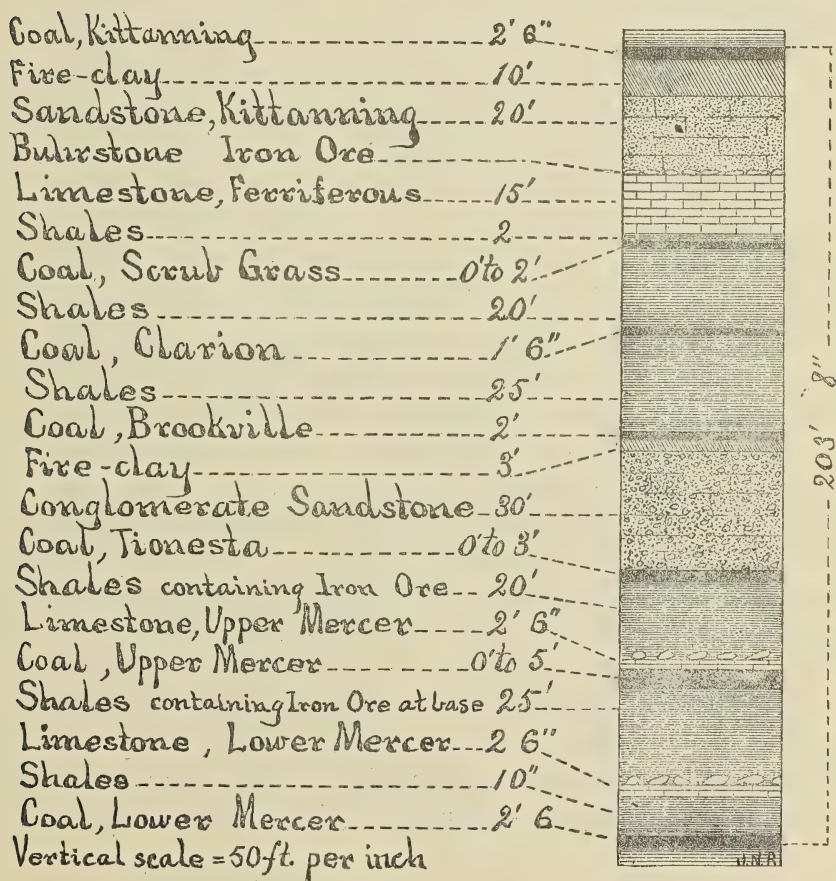 Coal, Kittanning 2' 6"
Fire-clay 10'
Sandstone, Kittanning 20'
Buhrstone Iron Ore
Limestone, Ferriferous 15'
Shales 2
Coal, Scrub Grass 0' to 2'
Shales 20'
Coal, Clarion 1' 6"
Shales 25'
Coal, Brookville 2'
Fire-clay 3'
Conglomerate Sandstone 30'
Coal, Tionesta 0' to 3'
Shales containing Iron Ore 20'
Limestone, Upper Mercer 2' 6"
Coal, Upper Mercer 0' to 5'
Shales containing Iron Ore at base 25'
Limestone, Lower Mercer 2 6"
Shales 10"
Coal, Lower Mercer 2' 6
Vertical scale = 50ft. per inch
203' 8"
J.N.R.